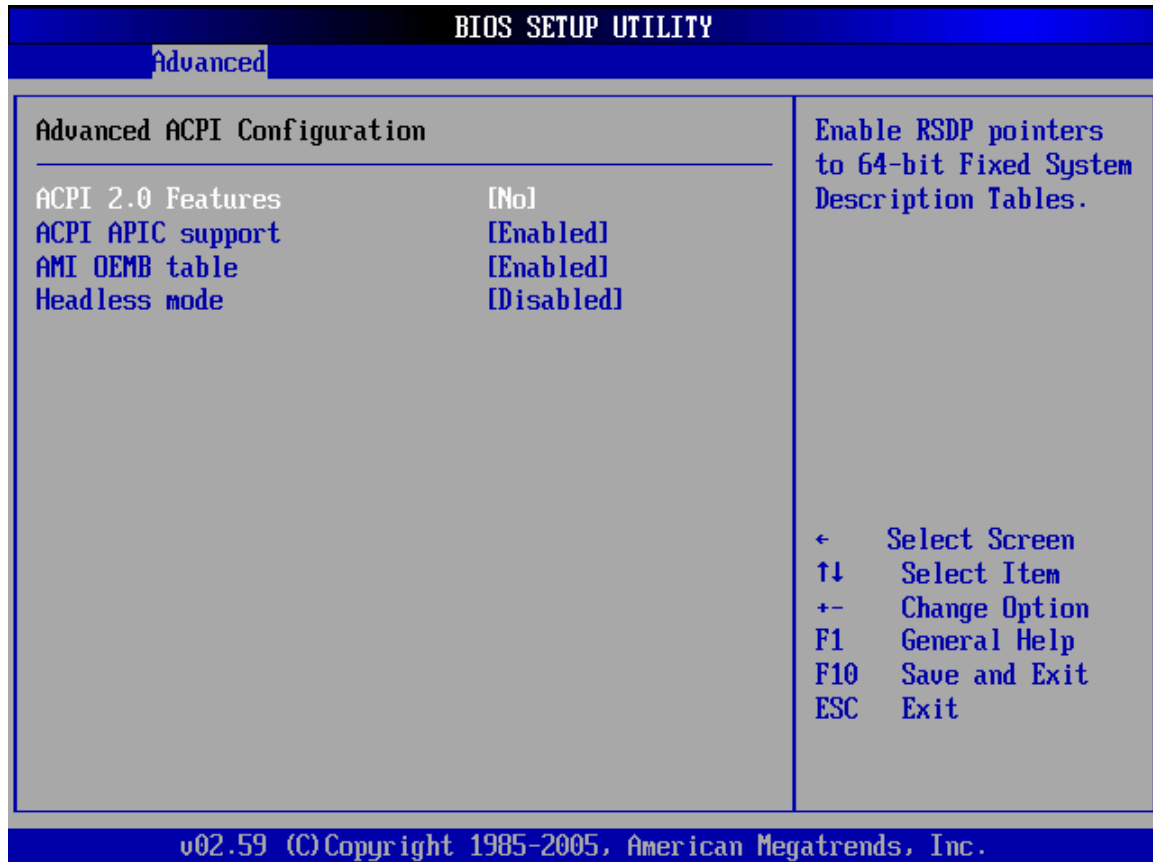 BIOS SETUP UTILITY
Advanced
Advanced ACPI Configuration
ACPI 2.0 Features [No]
ACPI APIC support [Enabled]
AMI OEMB table [Enabled]
Headless mode [Disabled]
Enable RSDP pointers
to 64-bit Fixed System
Description Tables.
← Select Screen
↑↓ Select Item
+- Change Option
F1 General Help
F10 Save and Exit
ESC Exit
v02.59 (C)Copyright 1985-2005, American Megatrends, Inc.